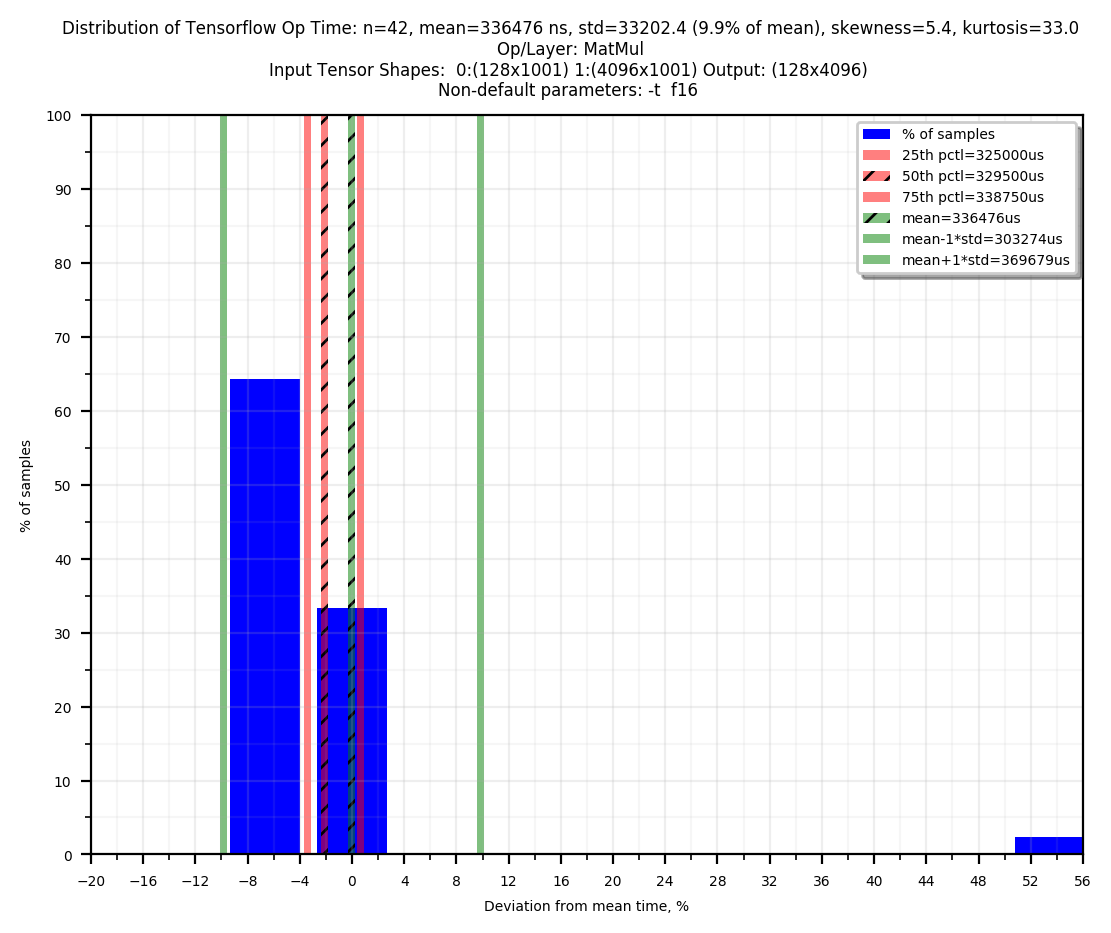 Distribution of Tensorflow Op Time: n=42, mean=336476 ns, std=33202.4 (9.9% of mean), skewness=5.4, kurtosis=33.0
Op/Layer: MatMul
Input Tensor Shapes:  0:(128x1001) 1:(4096x1001) Output: (128x4096)
Non-default parameters: -t  f16
% of samples
25th pctl=325000us
50th pctl=329500us
75th pctl=338750us
mean=336476us
mean-1*std=303274us
mean+1*std=369679us
100
90
80
70
60
50
40
30
20
10
0
% of samples
−20 −16 −12 −8 −4 0 4 8 12 16 20 24 28 32 36 40 44 48 52 56
Deviation from mean time, %